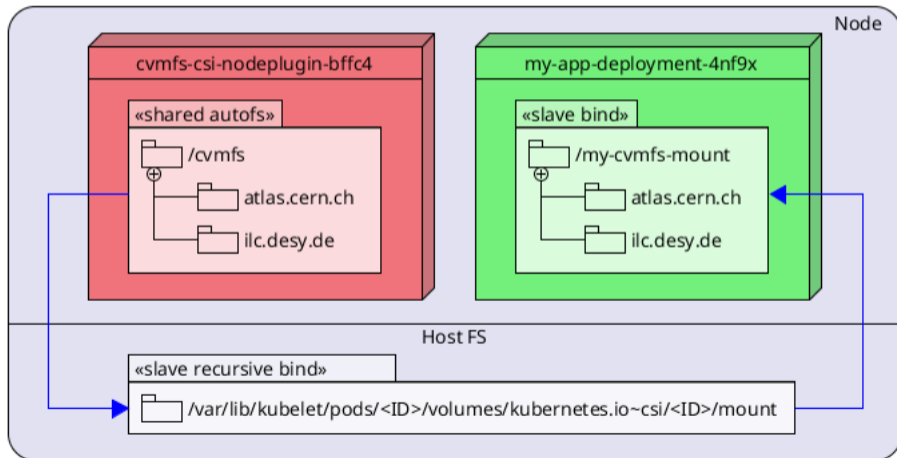 Node
cvmfs-csi-nodeplugin-bffc4
«shared autofs»
/cvmfs
atlas.cern.ch
ilc.desy.de
my-app-deployment-4nf9x
«slave bind»
/my-cvmfs-mount
atlas.cern.ch
ilc.desy.de
Host FS
«slave recursive bind»
/var/lib/kubelet/pods/<ID>/volumes/kubernetes.io~csi/<ID>/mount